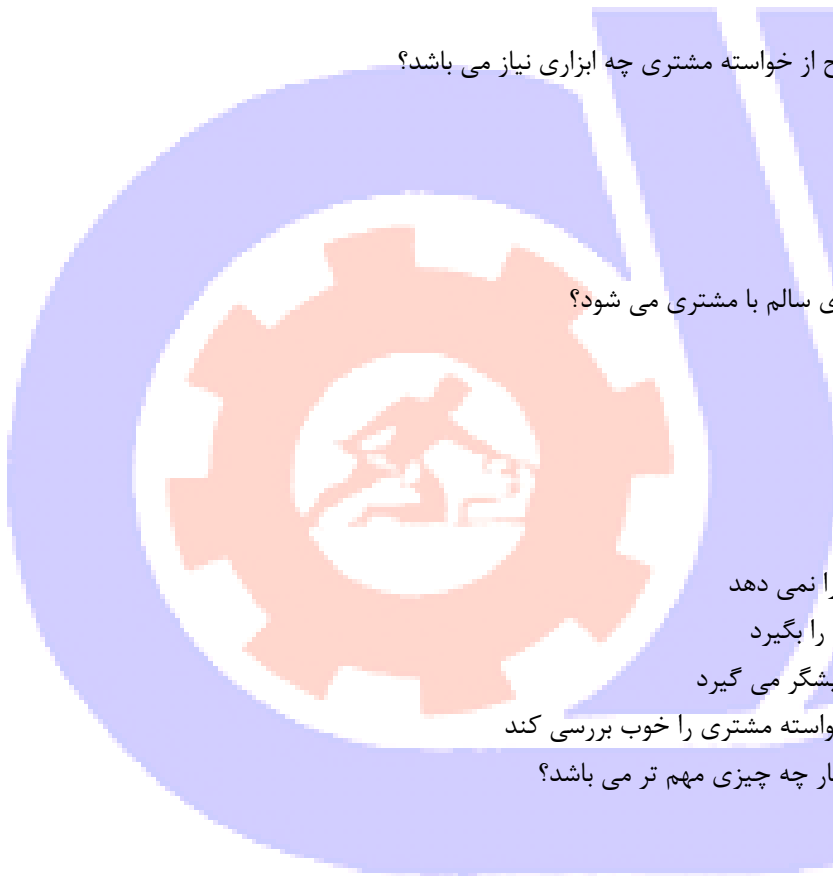 ح از خواسته مشتری چه ابزاری نیاز می باشد؟
ی سالم با مشتری می شود؟
را نمی دهد
را بگیرد
یشگر می گیرد
واسته مشتری را خوب بررسی کند
ار چه چیزی مهم تر می باشد؟